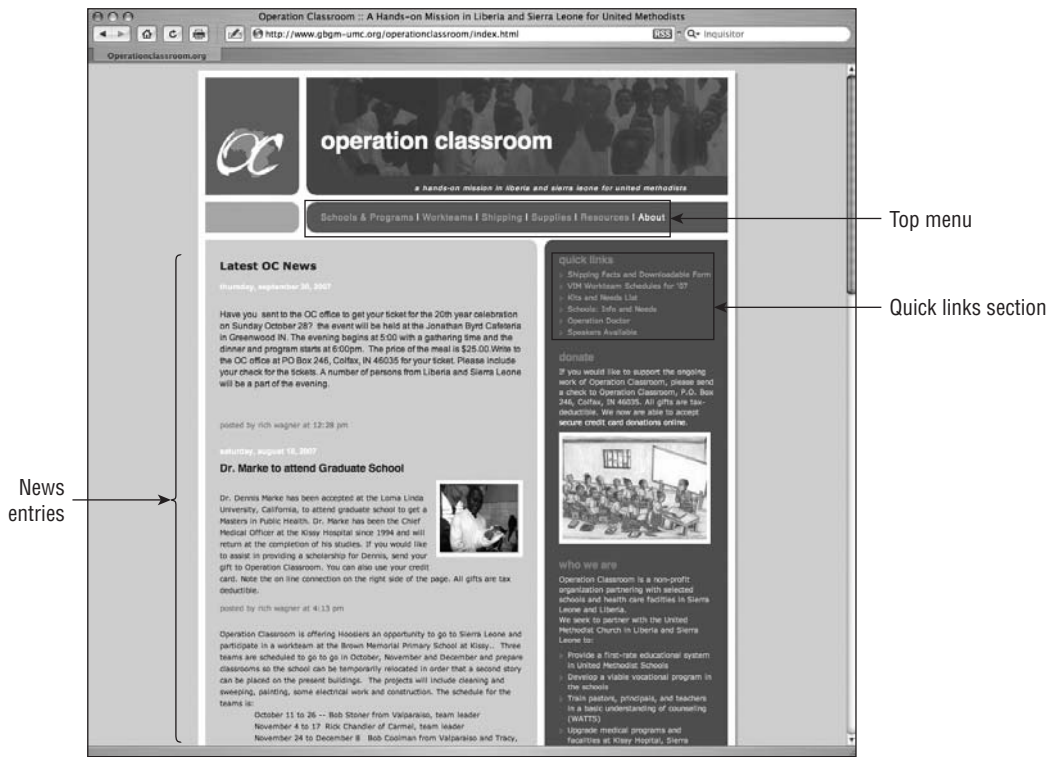 Operation Classroom :: A Hands-on Mission in Liberia and Sierra Leone for United Methodists
http://www.gbgm-umc.org/operationclassroom/index.html
RSS
Inquisitor
Operationclassroom.org
OC
operation classroom
a hands-on mission in liberia and sierra leone for united methodists
Schools & Programs | Workteams | Shipping | Supplies | Resources | About
Top menu
Latest OC News
thursday, september 20, 2007
Have you sent to the OC office to get your ticket for the 20th year celebration
on Sunday October 28? the event will be held at the Jonathan Byrd Cafeteria
in Greenwood IN. The evening begins at 5:00 with a gathering time and the
dinner and program starts at 6:00pm. The price of the meal is $25.00.Write to
the OC office at PO Box 246, Colfax, IN 46035 for your ticket. Please include
your check for the tickets. A number of persons from Liberia and Sierra Leone
will be a part of the evening.
posted by rich wagner at 12:28 pm
saturday, august 18, 2007
Dr. Marke to attend Graduate School
Dr. Dennis Marke has been accepted at the Loma Linda
University, California, to attend graduate school to get a
Masters in Public Health. Dr. Marke has been the Chief
Medical Officer at the Kissy Hospital since 1994 and will
return at the completion of his studies. If you would like
to assist in providing a scholarship for Dennis, send your
gift to Operation Classroom. You can also use your credit
card. Note the on line connection on the right side of the page. All gifts are tax
deductible.
posted by rich wagner at 4:13 pm
Operation Classroom is offering Hoosiers an opportunity to go to Sierra Leone and
participate in a workteam at the Brown Memorial Primary School at Kissy.. Three
teams are scheduled to go to go in October, November and December and prepare
classrooms so the school can be temporarily relocated in order that a second story
can be placed on the present buildings. The projects will include cleaning and
sweeping, painting, some electrical work and construction. The schedule for the
teams is:
October 11 to 26 -- Bob Stoner from Valparaiso, team leader
November 4 to 17 Rick Chandler of Carmel, team leader
November 24 to December 8 Bob Coolman from Valparaiso and Tracy,
News
entries
quick links
Shipping Facts and Downloadable Form
VIM Workteam Schedules for '07
Kits and Needs List
Schools: Info and Needs
Operation Doctor
Speakers Available
Quick links section
donate
If you would like to support the ongoing
work of Operation Classroom, please send
a check to Operation Classroom, P.O. Box
246, Colfax, IN 46035. All gifts are tax-
deductible. We now are able to accept
secure credit card donations online.
who we are
Operation Classroom is a non-profit
organization partnering with selected
schools and health care facilities in Sierra
Leone and Liberia.
We seek to partner with the United
Methodist Church in Liberia and Sierra
Leone to:
Provide a first-rate educational system
in United Methodist Schools
Develop a viable vocational program in
the schools
Train pastors, principals, and teachers
in a basic understanding of counseling
(WATTS)
Upgrade medical programs and
facailities at Kissy Hopital, Sierra